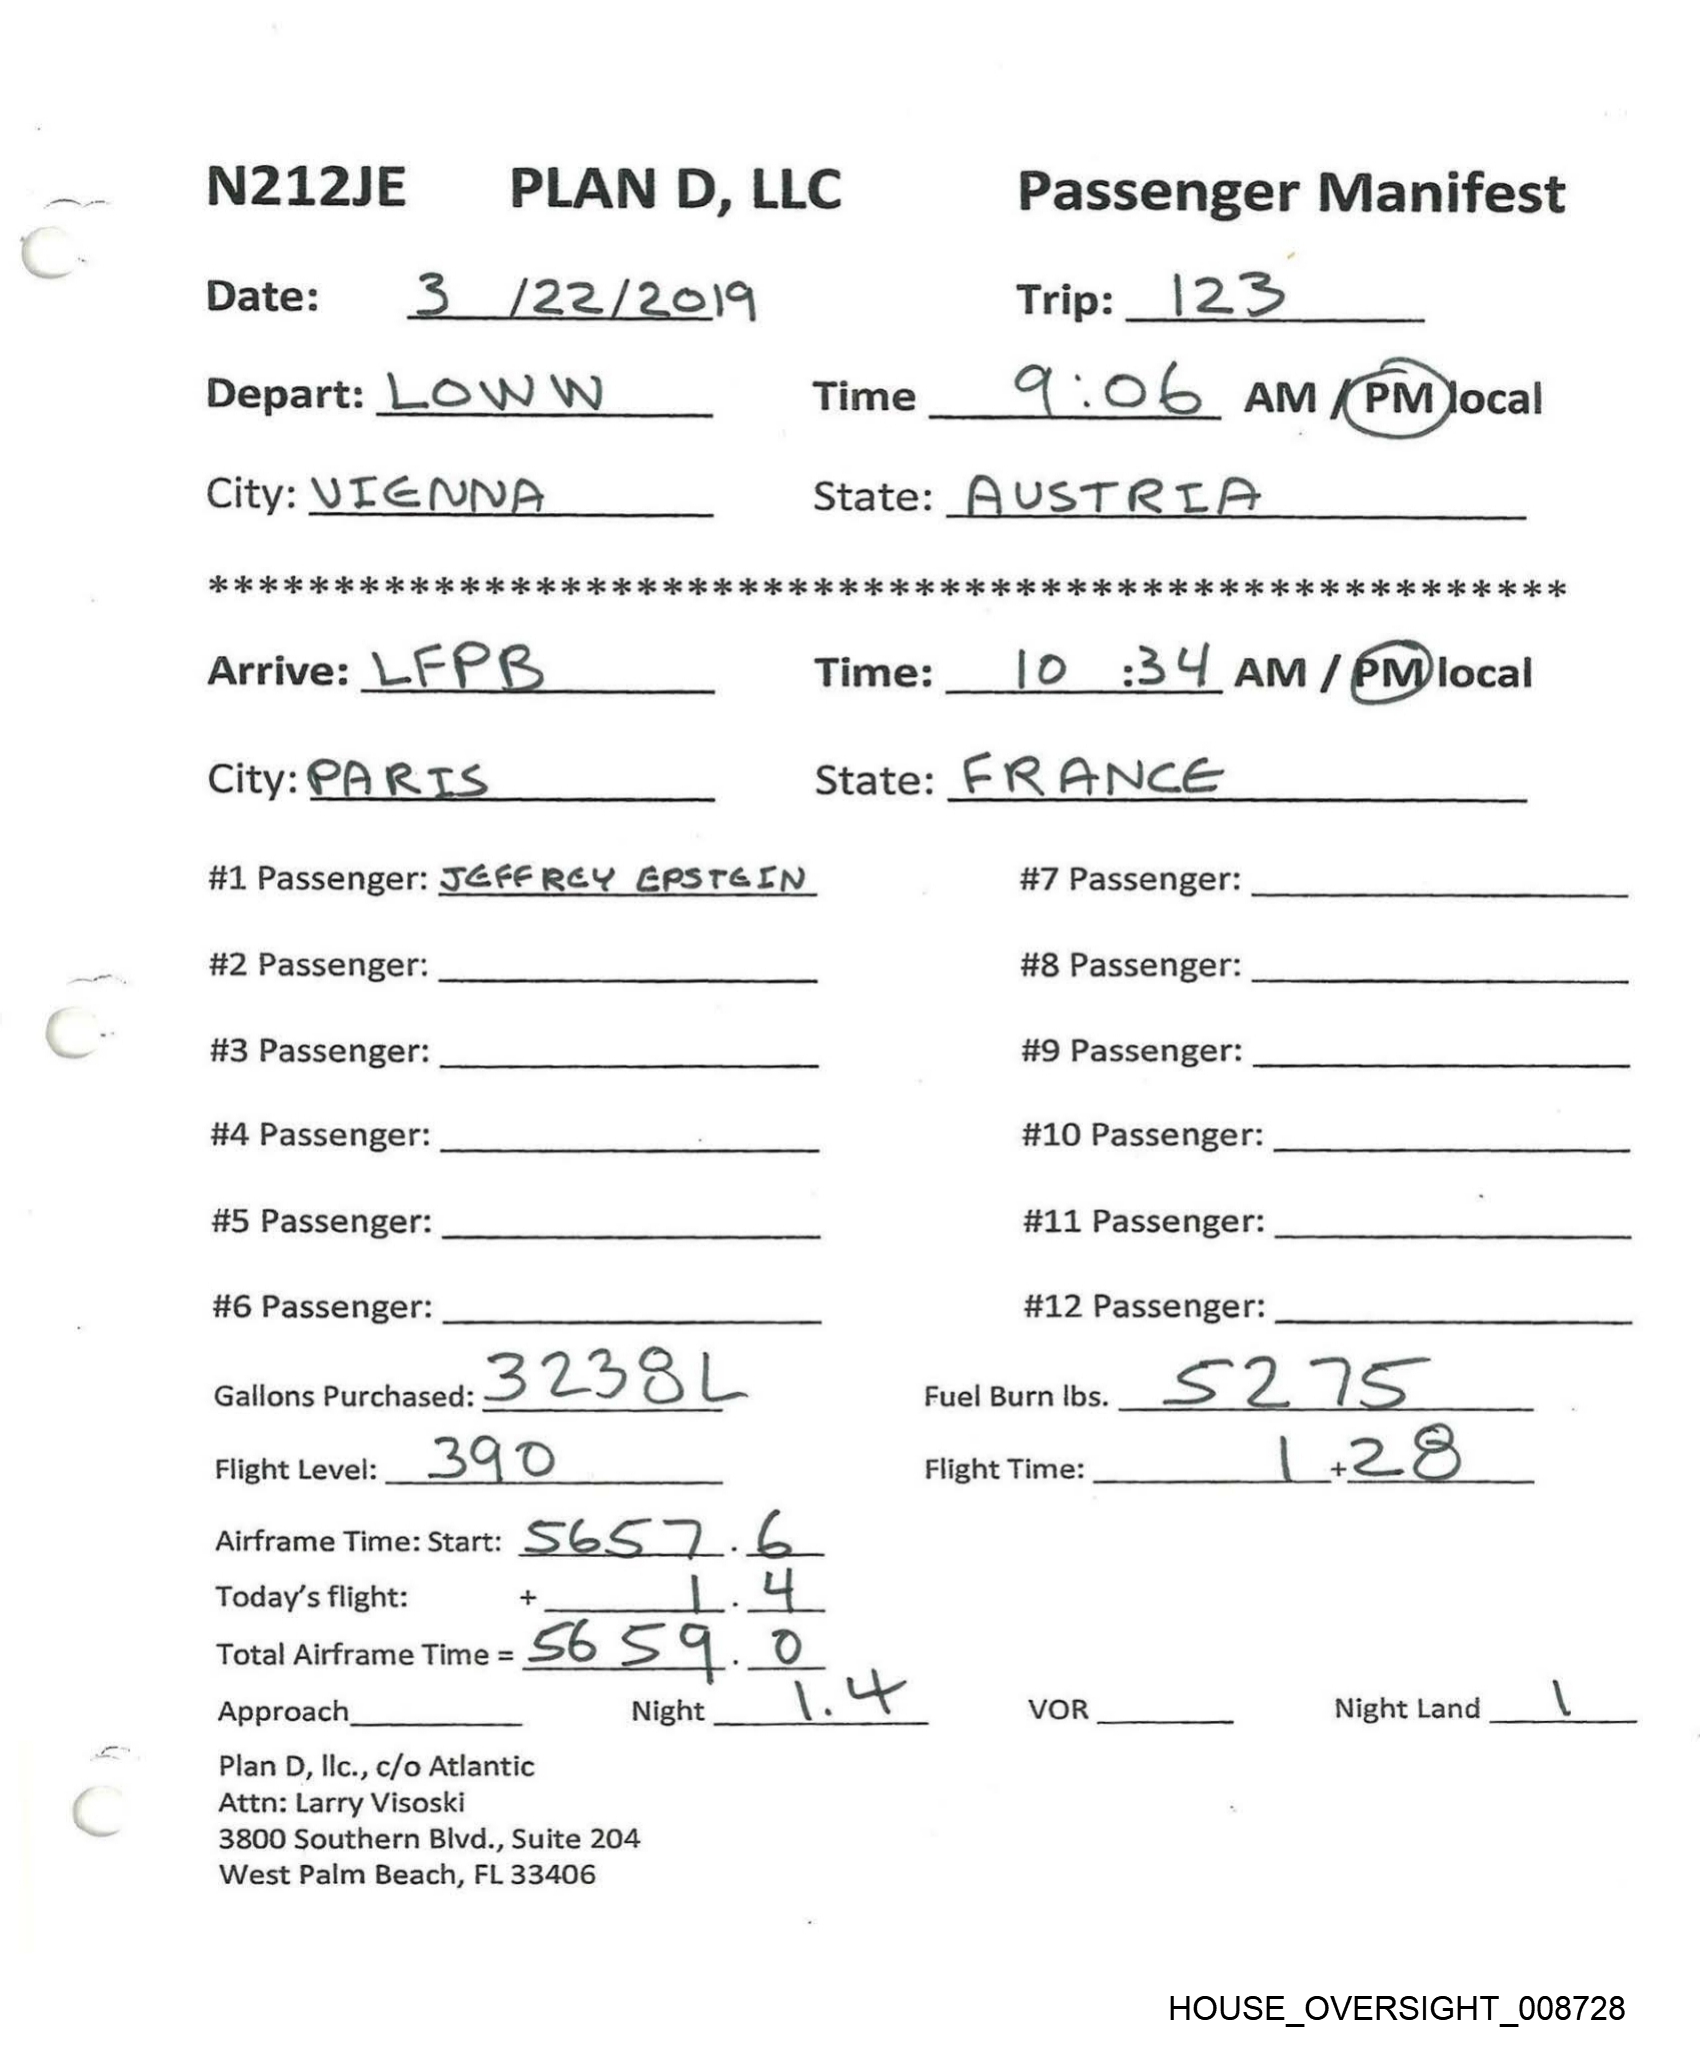 N212JE PLAN D, LLC Passenger Manifest
Date: 3 /22/2019 Trip: 123
Depart: LOWW Time 9:06 AM / PM local
City: VIENNA State: AUSTRIA
******************************************************
Arrive: LFPB Time: 10 :34 AM / PM local
City: PARIS State: FRANCE
#1 Passenger: JEFFREY EPSTEIN #7 Passenger:
#2 Passenger: #8 Passenger:
#3 Passenger: #9 Passenger:
#4 Passenger: #10 Passenger:
#5 Passenger: #11 Passenger:
#6 Passenger: #12 Passenger:
Gallons Purchased: 3238L Fuel Burn lbs. 5275
Flight Level: 390 Flight Time: 1 + 28
Airframe Time: Start: 5657 . 6
Today's flight: + 1 . 4
Total Airframe Time = 5659 . 0
Approach Night 1.4 VOR Night Land 1
Plan D, llc., c/o Atlantic
Attn: Larry Visoski
3800 Southern Blvd., Suite 204
West Palm Beach, FL 33406
HOUSE_OVERSIGHT_008728